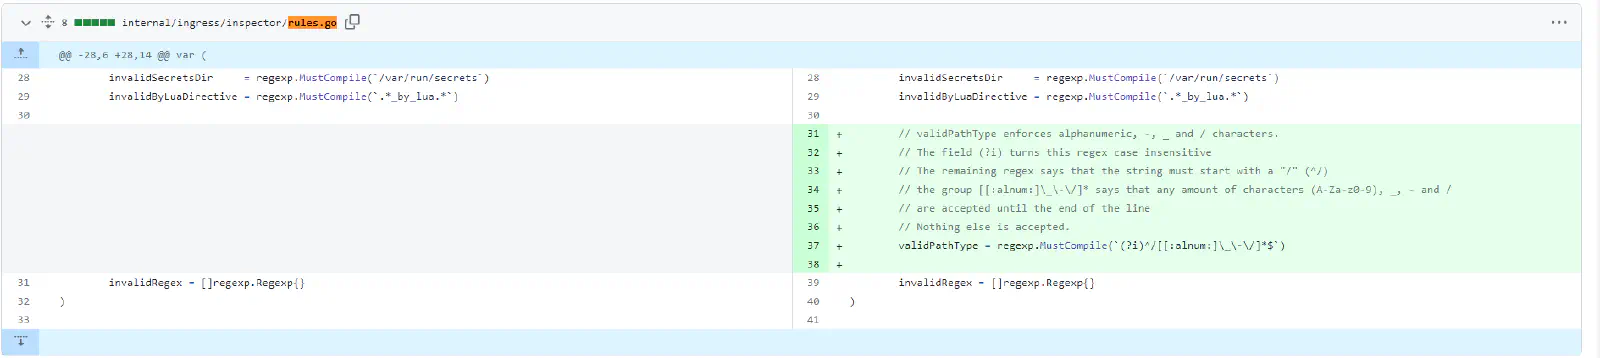 8 internal/ingress/inspector/rules.go
@@ -28,6 +28,14 @@ var (
28 invalidSecretsDir = regexp.MustCompile(`/var/run/secrets`)
29 invalidByLuaDirective = regexp.MustCompile(`.*_by_lua.*`)
30
31 invalidRegex = []regexp.Regexp{}
32 )
33
28 invalidSecretsDir = regexp.MustCompile(`/var/run/secrets`)
29 invalidByLuaDirective = regexp.MustCompile(`.*_by_lua.*`)
30
31 + // validPathType enforces alphanumeric, -, _ and / characters.
32 + // The field (?i) turns this regex case insensitive
33 + // The remaining regex says that the string must start with a "/" (^/)
34 + // the group [[:alnum:]\_\-\/]* says that any amount of characters (A-Za-z0-9), _, - and /
35 + // are accepted until the end of the line
36 + // Nothing else is accepted.
37 + validPathType = regexp.MustCompile(`(?i)^/[[:alnum:]\_\-\/]*$`)
38 +
39 invalidRegex = []regexp.Regexp{}
40 )
41